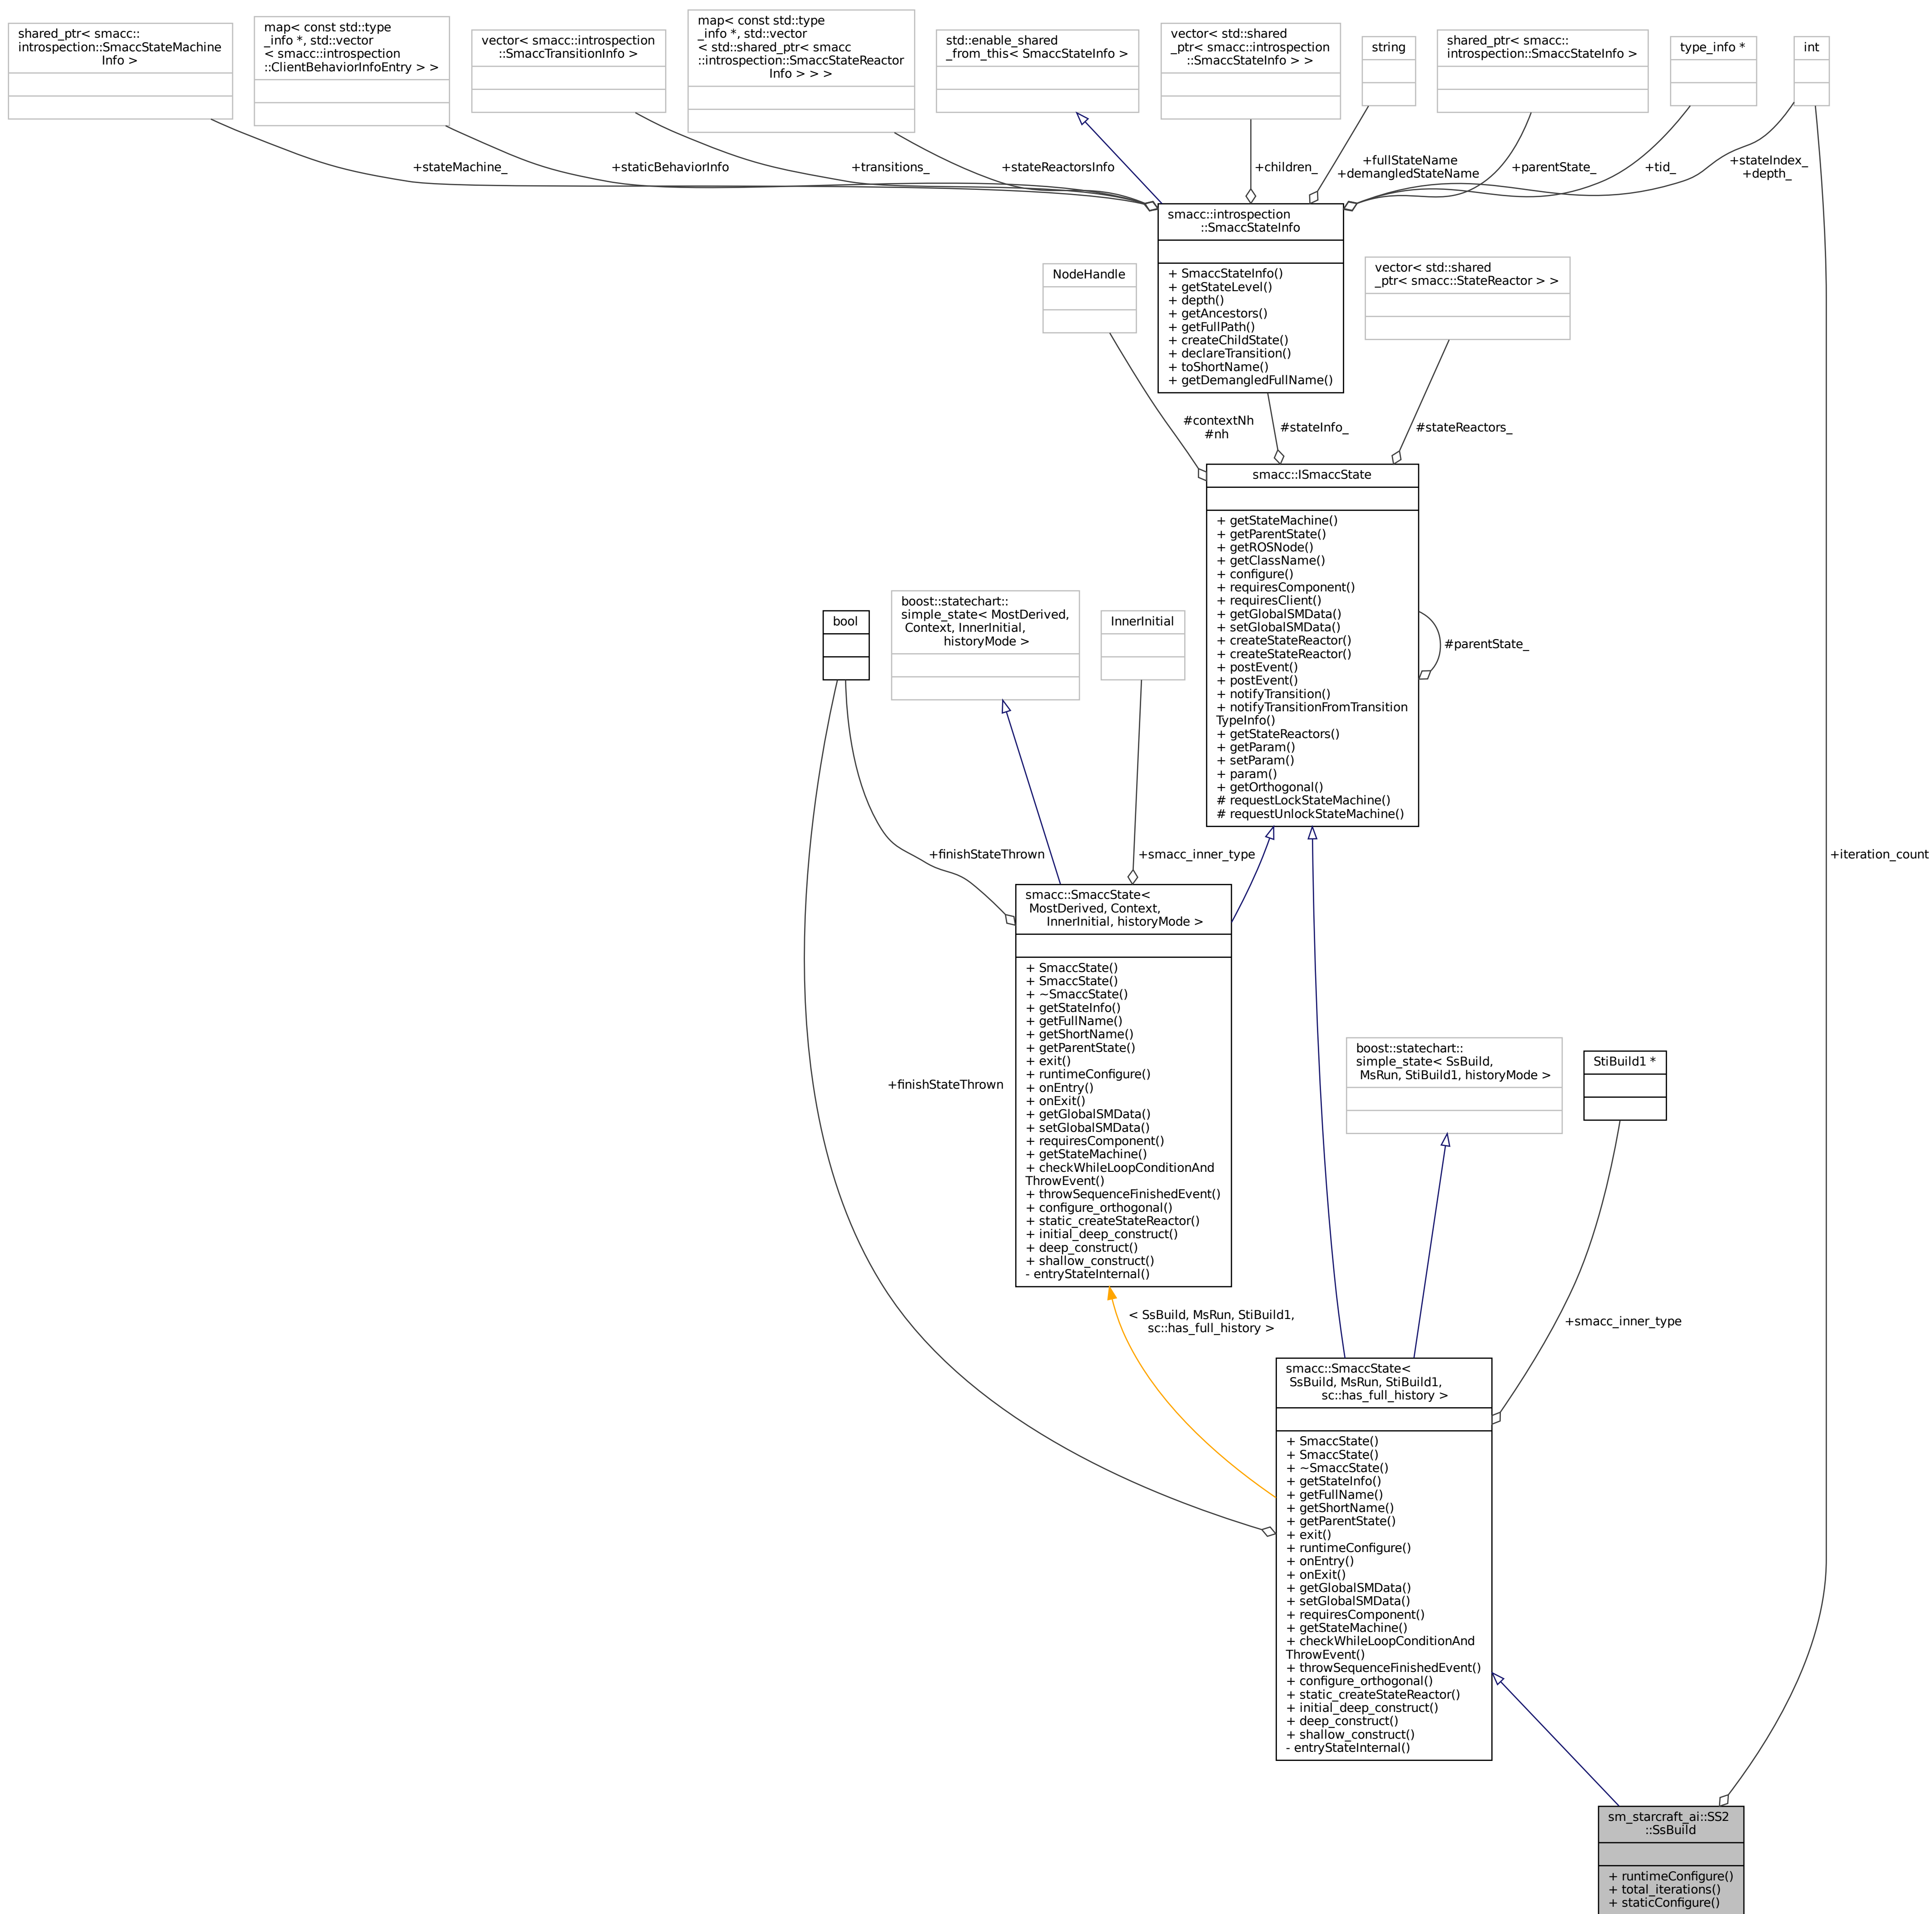 shared_ptr< smacc::
introspection::SmaccStateMachine
Info >
map< const std::type
_info *, std::vector
< smacc::introspection
::ClientBehaviorInfoEntry > >
vector< smacc::introspection
::SmaccTransitionInfo >
map< const std::type
_info *, std::vector
< std::shared_ptr< smacc
::introspection::SmaccStateReactor
Info > > >
std::enable_shared
_from_this< SmaccStateInfo >
vector< std::shared
_ptr< smacc::introspection
::SmaccStateInfo > >
string
shared_ptr< smacc::
introspection::SmaccStateInfo >
type_info *
int
+stateMachine_
+staticBehaviorInfo
+transitions_
+stateReactorsInfo
+children_
+fullStateName
+demangledStateName
+parentState_
+tid_
+stateIndex_
+depth_
smacc::introspection
::SmaccStateInfo
+ SmaccStateInfo()
+ getStateLevel()
+ depth()
+ getAncestors()
+ getFullPath()
+ createChildState()
+ declareTransition()
+ toShortName()
+ getDemangledFullName()
NodeHandle
vector< std::shared
_ptr< smacc::StateReactor > >
#contextNh
#nh
#stateInfo_
#stateReactors_
smacc::ISmaccState
+ getStateMachine()
+ getParentState()
+ getROSNode()
+ getClassName()
+ configure()
+ requiresComponent()
+ requiresClient()
+ getGlobalSMData()
+ setGlobalSMData()
+ createStateReactor()
+ createStateReactor()
+ postEvent()
+ postEvent()
+ notifyTransition()
+ notifyTransitionFromTransition
TypeInfo()
+ getStateReactors()
+ getParam()
+ setParam()
+ param()
+ getOrthogonal()
# requestLockStateMachine()
# requestUnlockStateMachine()
#parentState_
bool
boost::statechart::
simple_state< MostDerived,
Context, InnerInitial,
historyMode >
InnerInitial
+finishStateThrown
+smacc_inner_type
+iteration_count
smacc::SmaccState<
MostDerived, Context,
InnerInitial, historyMode >
+ SmaccState()
+ SmaccState()
+ ~SmaccState()
+ getStateInfo()
+ getFullName()
+ getShortName()
+ getParentState()
+ exit()
+ runtimeConfigure()
+ onEntry()
+ onExit()
+ getGlobalSMData()
+ setGlobalSMData()
+ requiresComponent()
+ getStateMachine()
+ checkWhileLoopConditionAnd
ThrowEvent()
+ throwSequenceFinishedEvent()
+ configure_orthogonal()
+ static_createStateReactor()
+ initial_deep_construct()
+ deep_construct()
+ shallow_construct()
- entryStateInternal()
+finishStateThrown
boost::statechart::
simple_state< SsBuild,
MsRun, StiBuild1, historyMode >
StiBuild1 *
< SsBuild, MsRun, StiBuild1,
sc::has_full_history >
+smacc_inner_type
smacc::SmaccState<
SsBuild, MsRun, StiBuild1,
sc::has_full_history >
+ SmaccState()
+ SmaccState()
+ ~SmaccState()
+ getStateInfo()
+ getFullName()
+ getShortName()
+ getParentState()
+ exit()
+ runtimeConfigure()
+ onEntry()
+ onExit()
+ getGlobalSMData()
+ setGlobalSMData()
+ requiresComponent()
+ getStateMachine()
+ checkWhileLoopConditionAnd
ThrowEvent()
+ throwSequenceFinishedEvent()
+ configure_orthogonal()
+ static_createStateReactor()
+ initial_deep_construct()
+ deep_construct()
+ shallow_construct()
- entryStateInternal()
sm_starcraft_ai::SS2
::SsBuild
+ runtimeConfigure()
+ total_iterations()
+ staticConfigure()